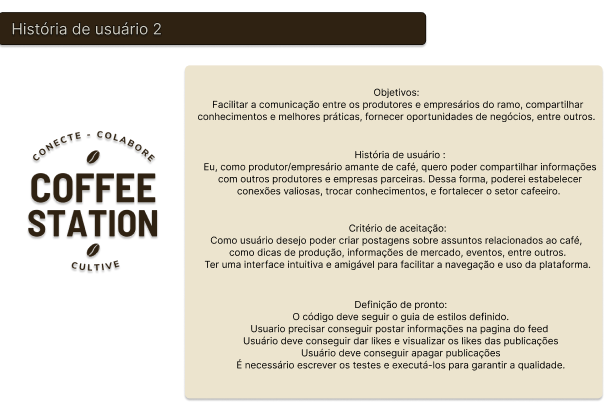 História de usuário 2
CONECTE - COLABORE
COFFEE
STATION
CULTIVE
Objetivos:
Facilitar a comunicação entre os produtores e empresários do ramo, compartilhar
conhecimentos e melhores práticas, fornecer oportunidades de negócios, entre outros.
História de usuário :
Eu, como produtor/empresário amante de café, quero poder compartilhar informações
com outros produtores e empresas parceiras. Dessa forma, poderei estabelecer
conexões valiosas, trocar conhecimentos, e fortalecer o setor cafeeiro.
Critério de aceitação:
Como usuário desejo poder criar postagens sobre assuntos relacionados ao café,
como dicas de produção, informações de mercado, eventos, entre outros.
Ter uma interface intuitiva e amigável para facilitar a navegação e uso da plataforma.
Definição de pronto:
O código deve seguir o guia de estilos definido.
Usuario precisar conseguir postar informações na pagina do feed
Usuário deve conseguir dar likes e visualizar os likes das publicações
Usuário deve conseguir apagar publicações
É necessário escrever os testes e executá-los para garantir a qualidade.